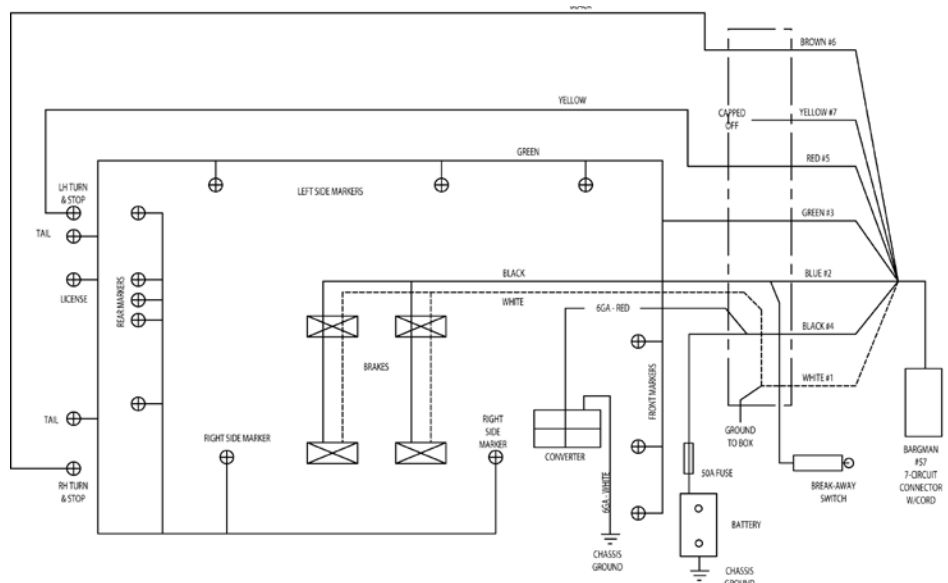 BLACK
BROWN #6
YELLOW
CAPPED
OFF
YELLOW #7
GREEN
RED #5
LH TURN
& STOP
LEFT SIDE MARKERS
GREEN #3
TAIL
BLACK
BLUE #2
LICENSE
REAR MARKERS
WHITE
6GA - RED
BLACK #4
BRAKES
FRONT MARKERS
WHITE #1
TAIL
RIGHT SIDE MARKER
RIGHT
SIDE
MARKER
CONVERTER
GROUND
TO BOX
BARGMAN
#57
7-CIRCUIT
CONNECTOR
W/CORD
RH TURN
& STOP
6GA - WHITE
50A FUSE
BREAK-AWAY
SWITCH
BATTERY
CHASSIS
GROUND
CHASSIS
GROUND